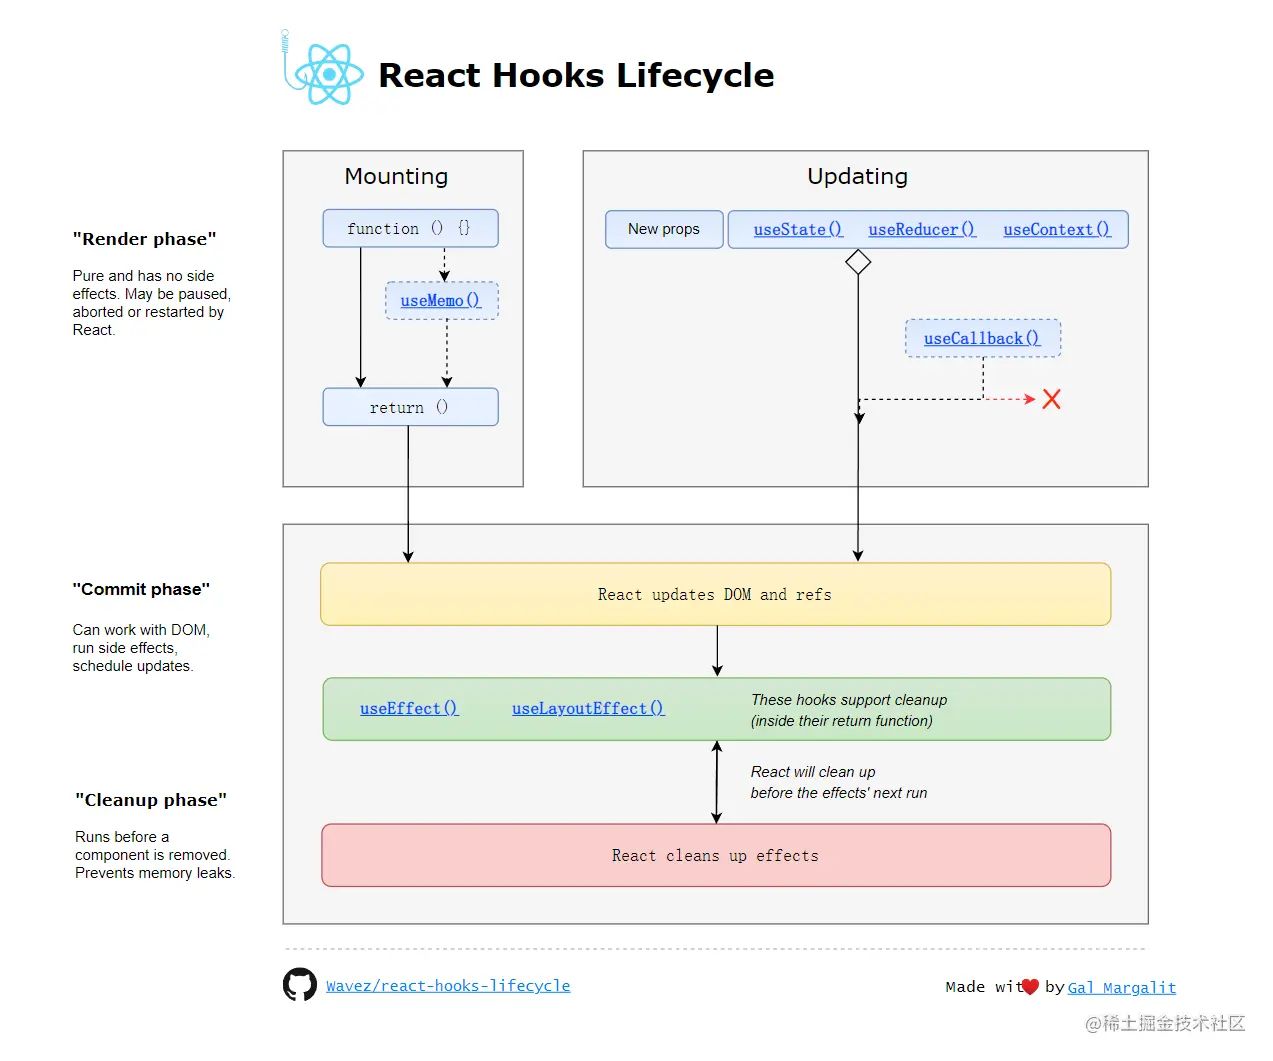 React Hooks Lifecycle
Mounting
Updating
function () {}
New props
useState()
useReducer()
useContext()
"Render phase"
Pure and has no side
effects. May be paused,
aborted or restarted by
React.
useMemo()
useCallback()
return ()
"Commit phase"
Can work with DOM,
run side effects,
schedule updates.
React updates DOM and refs
useEffect()
useLayoutEffect()
These hooks support cleanup
(inside their return function)
React will clean up
before the effects' next run
"Cleanup phase"
Runs before a
component is removed.
Prevents memory leaks.
React cleans up effects
Wavez/react-hooks-lifecycle
Made wit❤️ by Gal Margalit
@稀土掘金技术社区